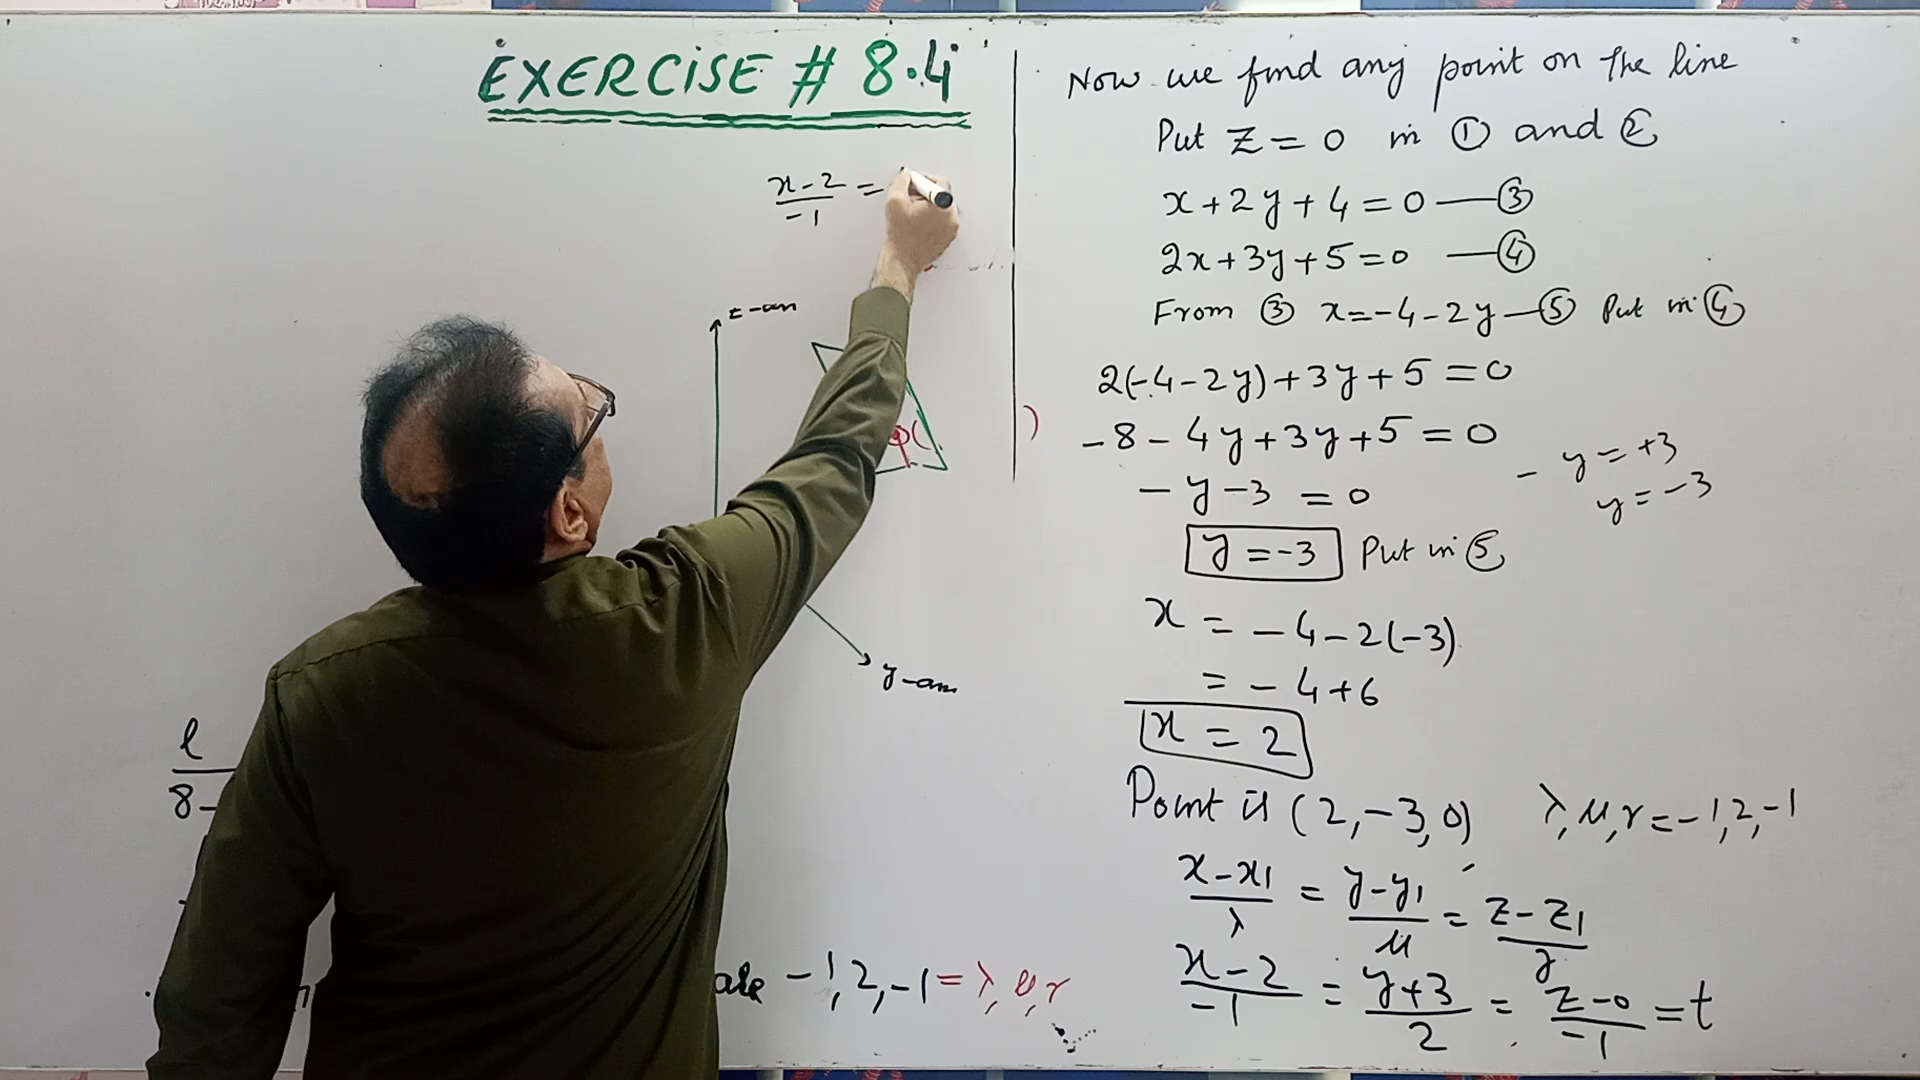 EXERCISE # 8.4
x-2/-1 =
z-axis
y-axis
l
8-
are -1, 2, -1 = λ, μ, r
Now we find any point on the line
Put z = 0 in ① and ②
x + 2y + 4 = 0 —③
2x + 3y + 5 = 0 —④
From ③ x = -4 - 2y —⑤ Put in ④
2(-4 - 2y) + 3y + 5 = 0
-8 - 4y + 3y + 5 = 0
- y = +3
- y - 3 = 0
y = -3
y = -3 Put in ⑤
x = -4 - 2(-3)
= -4 + 6
x = 2
Point is (2, -3, 0) λ, μ, r = -1, 2, -1
x-x1/λ = y-y1/μ = z-z1/r
x-2/-1 = y+3/2 = z-0/-1 = t